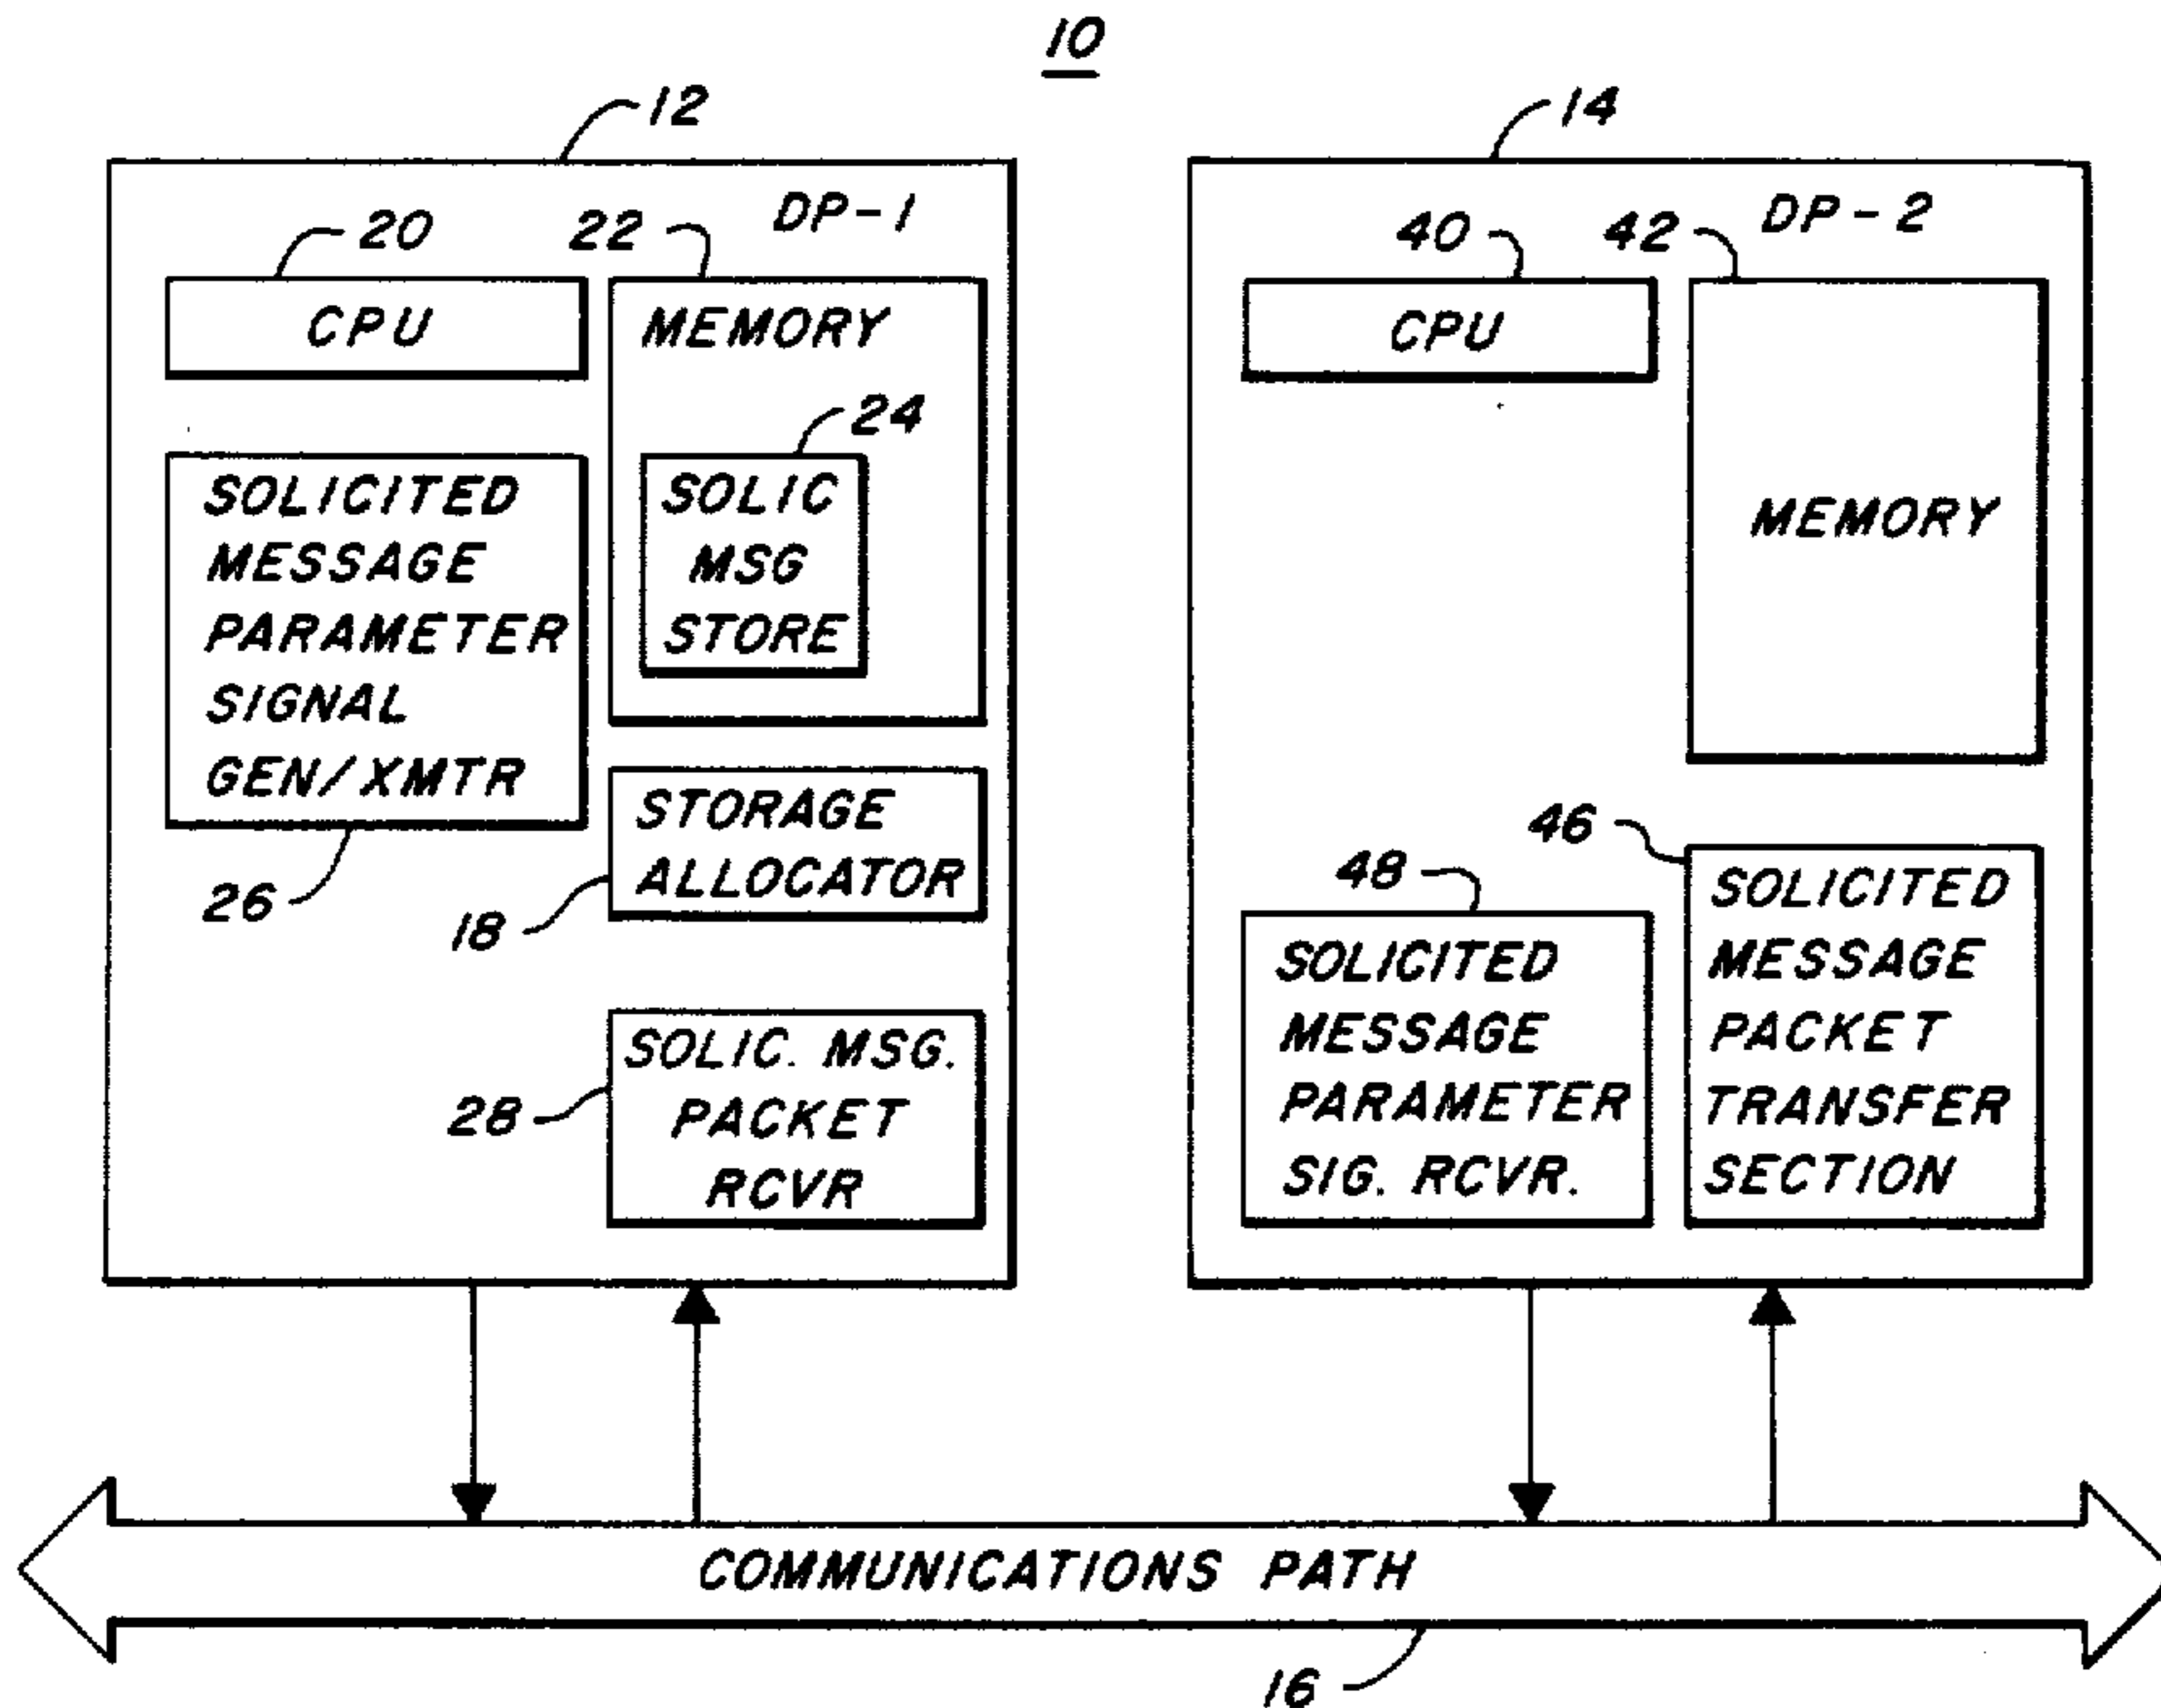 10
12
DP-1
20
CPU
22
MEMORY
24
SOLIC
MSG
STORE
SOLICITED
MESSAGE
PARAMETER
SIGNAL
GEN/XMTR
26
STORAGE
ALLOCATOR
18
SOLIC. MSG.
PACKET
RCVR
28
14
DP-2
40
CPU
42
MEMORY
48
SOLICITED
MESSAGE
PARAMETER
SIG. RCVR.
46
SOLICITED
MESSAGE
PACKET
TRANSFER
SECTION
COMMUNICATIONS PATH
16